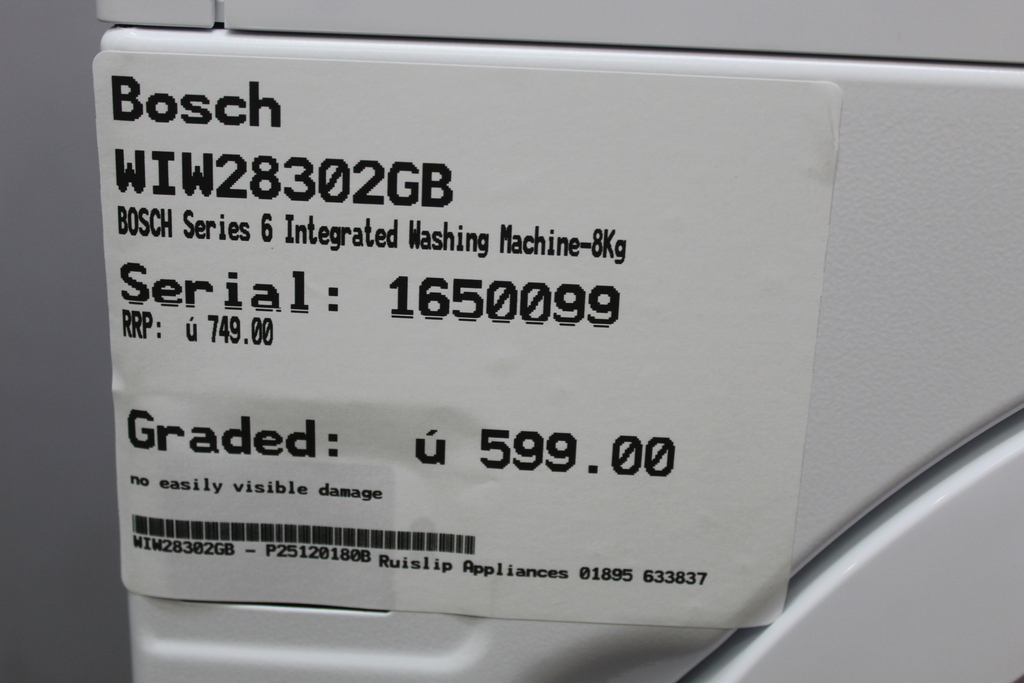 Bosch
WIW28302GB
BOSCH Series 6 Integrated Washing Machine-8Kg
Serial: 1650099
RRP: ú 749.00
Graded: ú 599.00
no easily visible damage
WIW28302GB - P25120180B Ruislip Appliances 01895 633837